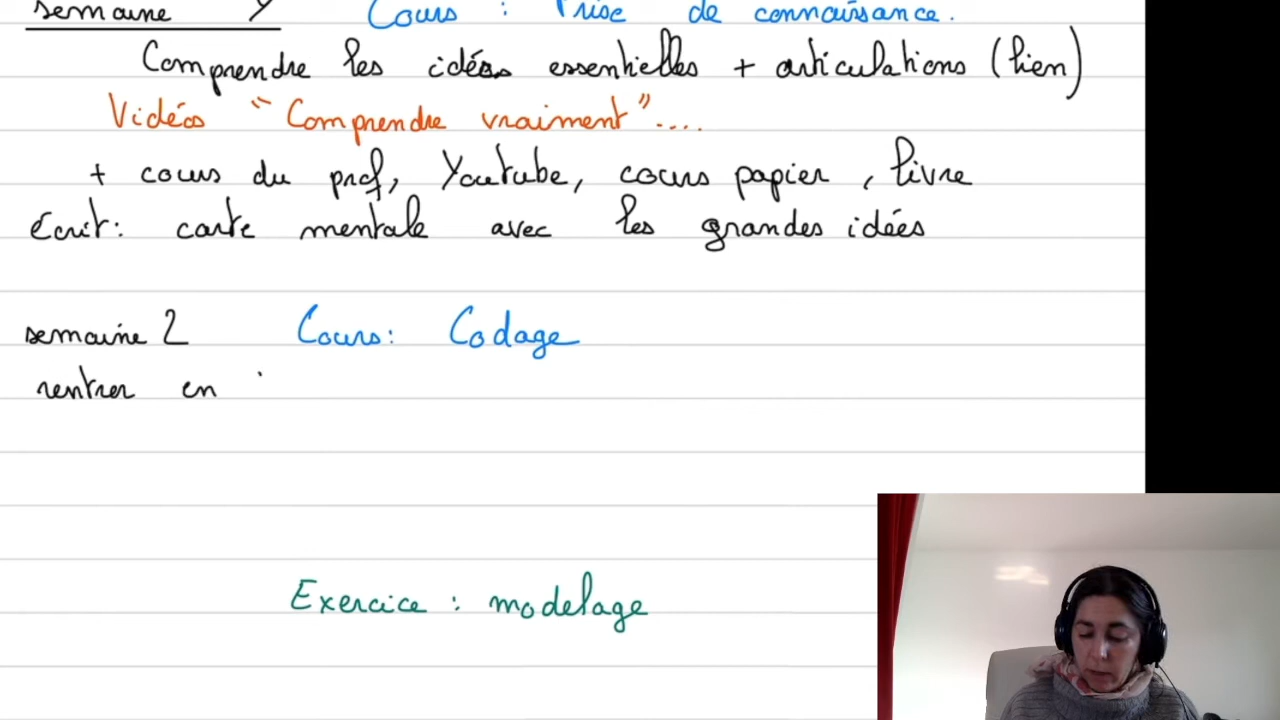 semaine Cours : Prise de connaissance.
Comprendre les idées essentielles + articulations (lien)
Vidéos "Comprendre vraiment"....
+ cours du prof, Youtube, cours papier, livre
Ecrit: carte mentale avec les grandes idées
semaine 2 Cours: Codage
rentrer en
Exercice : modelage